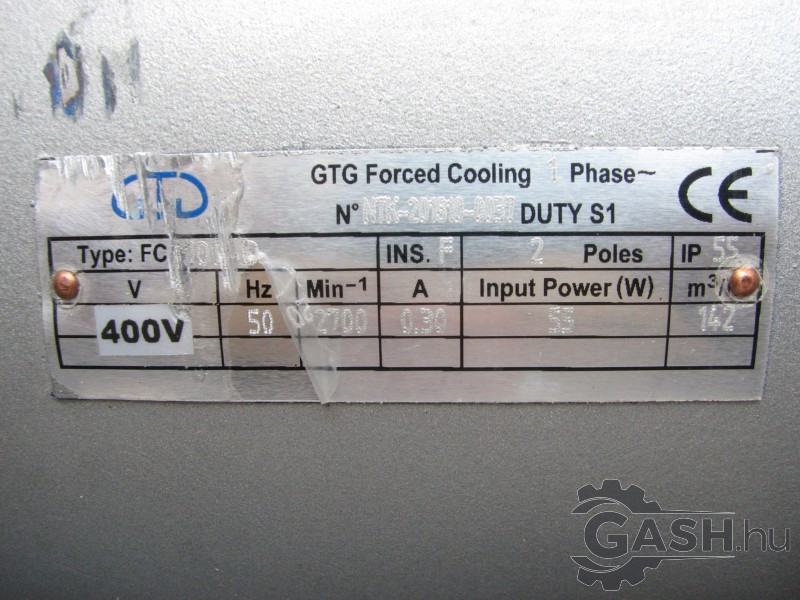 GTG Forced Cooling 1 Phase~ CE
N° DUTY S1
Type: FC INS. F 2 Poles IP 55
V Hz Min-1 A Input Power (W)
400V 50 2700 0.30 55 142
GASH.hu